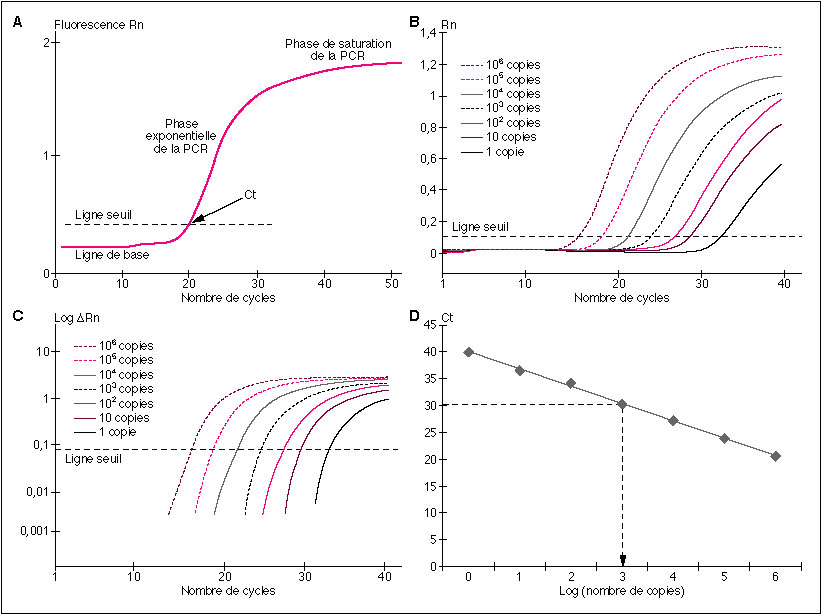 A
Fluorescence Rn
2
1
0
Phase de saturation
de la PCR
Phase
exponentielle
de la PCR
Ct
Ligne seuil
Ligne de base
0 10 20 30 40 50
Nombre de cycles
B
Rn
1,4
1,2
1,0
0,8
0,6
0,4
0,2
0
10⁶ copies
10⁵ copies
10⁴ copies
10³ copies
10² copies
10 copies
1 copie
Ligne seuil
1 10 20 30 40
Nombre de cycles
C
Log ΔRn
10
1
0,1
0,01
0,001
10⁶ copies
10⁵ copies
10⁴ copies
10³ copies
10² copies
10 copies
1 copie
Ligne seuil
1 10 20 30 40
Nombre de cycles
D
Ct
45
40
35
30
25
20
15
10
5
0
0 1 2 3 4 5 6
Log (nombre de copies)